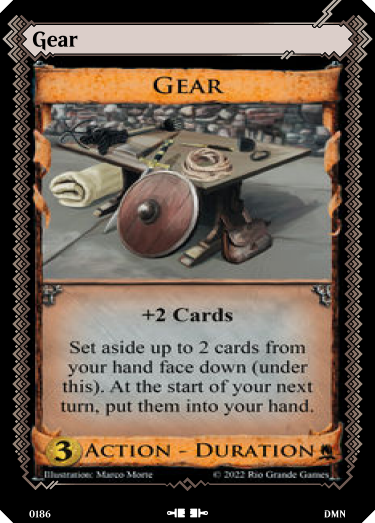 Gear
GEAR
+2 Cards
Set aside up to 2 cards from
your hand face down (under
this). At the start of your next
turn, put them into your hand.
3 ACTION - DURATION
Illustration: Marco Morte © 2022 Rio Grande Games
0186 DMN